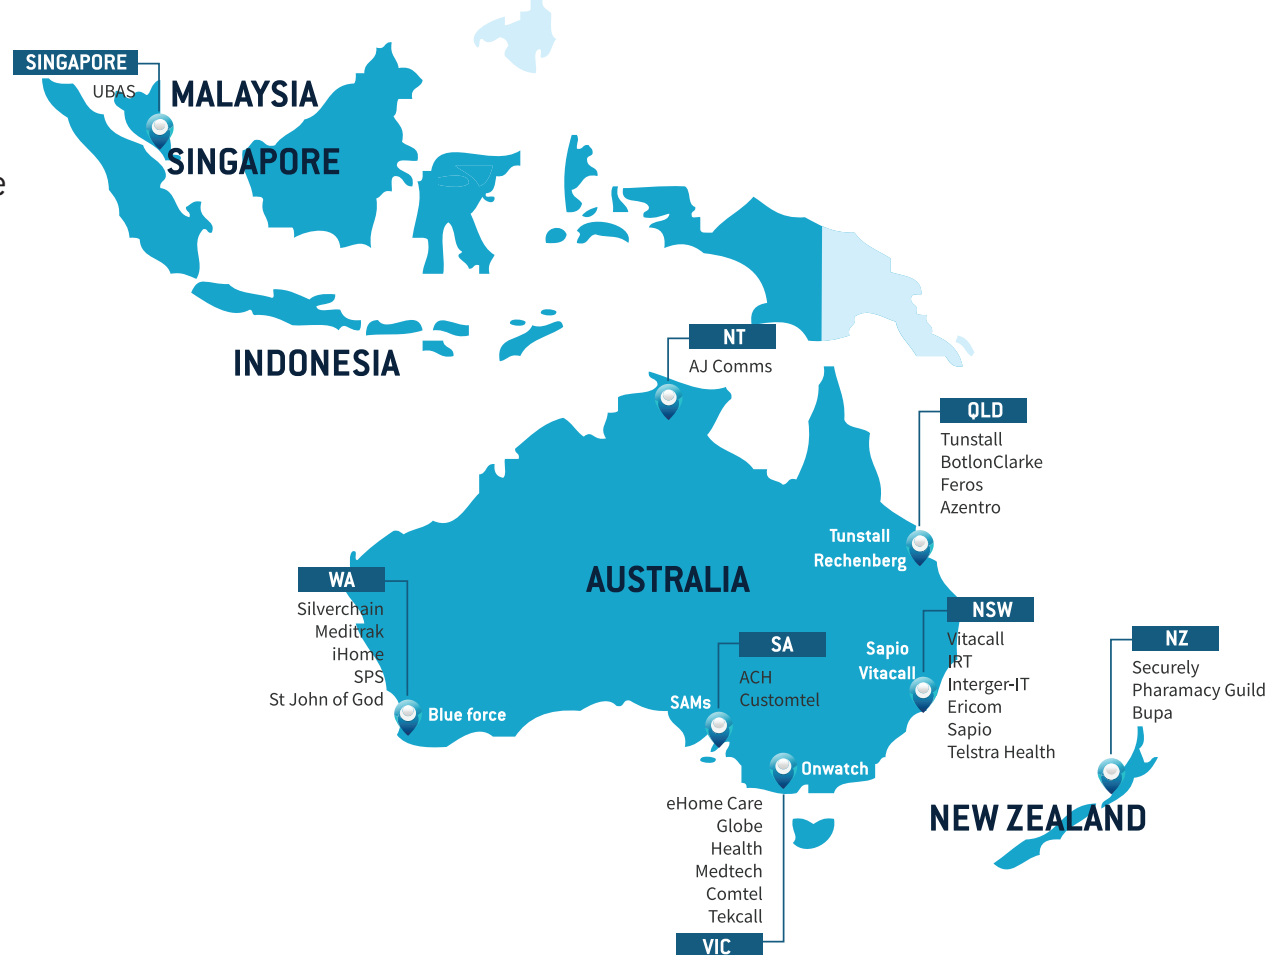 SINGAPORE
UBAS
MALAYSIA
SINGAPORE
e
INDONESIA
NT
AJ Comms
QLD
Tunstall
BotlonClarke
Feros
Azentro
Tunstall
Rechenberg
AUSTRALIA
WA
Silverchain
Meditrak
iHome
SPS
St John of God
Blue force
SA
ACH
Customtel
SAMs
Sapio
Vitacall
NSW
Vitacall
IRT
Interger-IT
Ericom
Sapio
Telstra Health
NZ
Securely
Pharamacy Guild
Bupa
NEW ZEALAND
Onwatch
eHome Care
Globe
Health
Medtech
Comtel
Tekcall
VIC